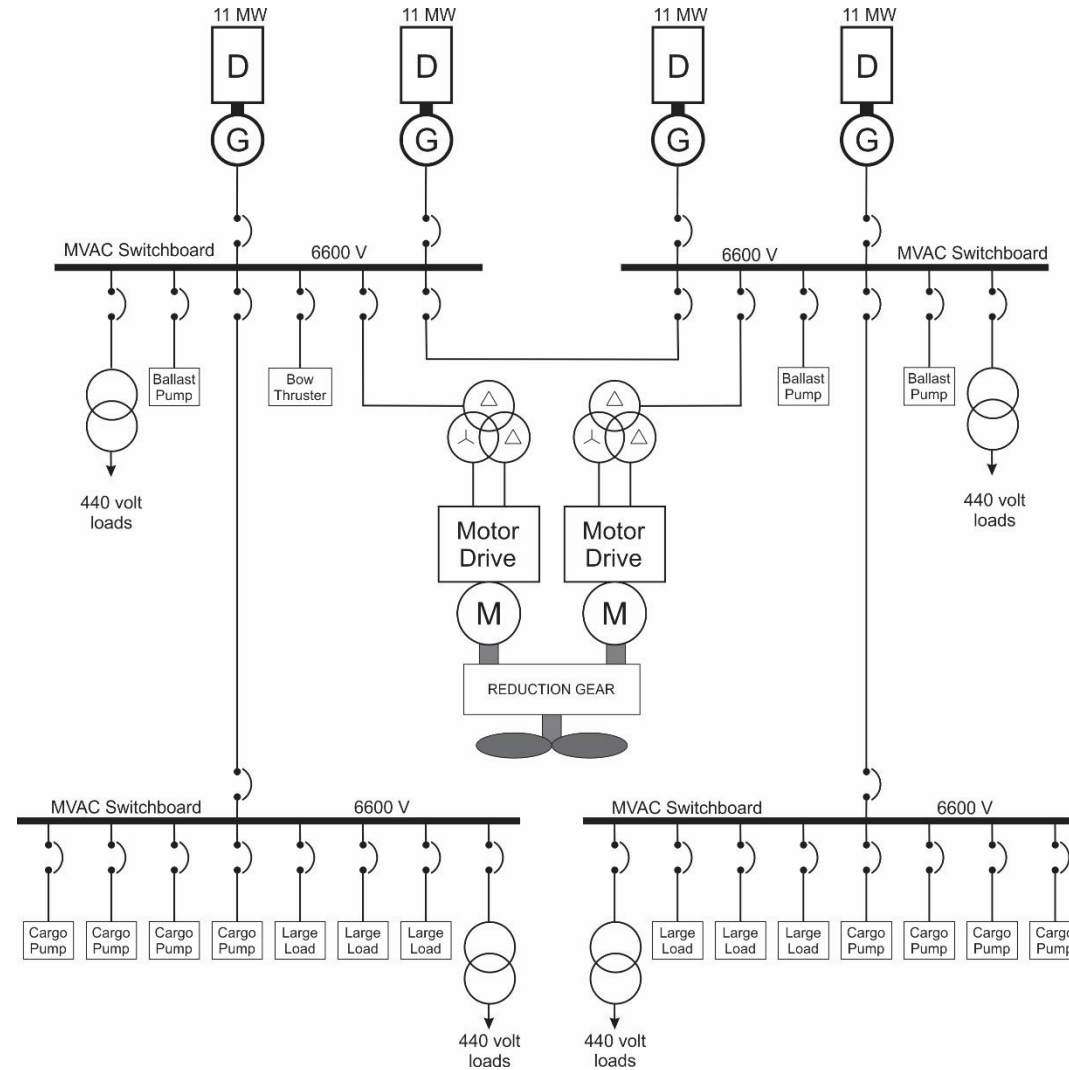 11 MW
11 MW
11 MW
11 MW
D
D
D
D
G
G
G
G
MVAC Switchboard
6600 V
6600 V
MVAC Switchboard
Ballast
Pump
Bow
Thruster
Ballast
Pump
Ballast
Pump
440 volt
loads
440 volt
loads
Motor
Drive
Motor
Drive
M
M
REDUCTION GEAR
MVAC Switchboard
6600 V
MVAC Switchboard
6600 V
Cargo
Pump
Cargo
Pump
Cargo
Pump
Cargo
Pump
Large
Load
Large
Load
Large
Load
Large
Load
Large
Load
Large
Load
Cargo
Pump
Cargo
Pump
Cargo
Pump
Cargo
Pump
440 volt
loads
440 volt
loads